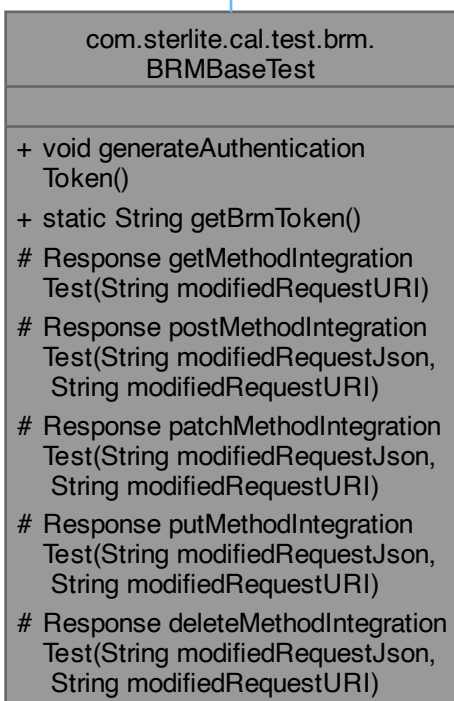 com.sterlite.cal.test.brm.
BRMBaseTest
+ void generateAuthentication
Token()
+ static String getBrmToken()
# Response getMethodIntegration
Test(String modifiedRequestURI)
# Response postMethodIntegration
Test(String modifiedRequestJson,
String modifiedRequestURI)
# Response patchMethodIntegration
Test(String modifiedRequestJson,
String modifiedRequestURI)
# Response putMethodIntegration
Test(String modifiedRequestJson,
String modifiedRequestURI)
# Response deleteMethodIntegration
Test(String modifiedRequestJson,
String modifiedRequestURI)